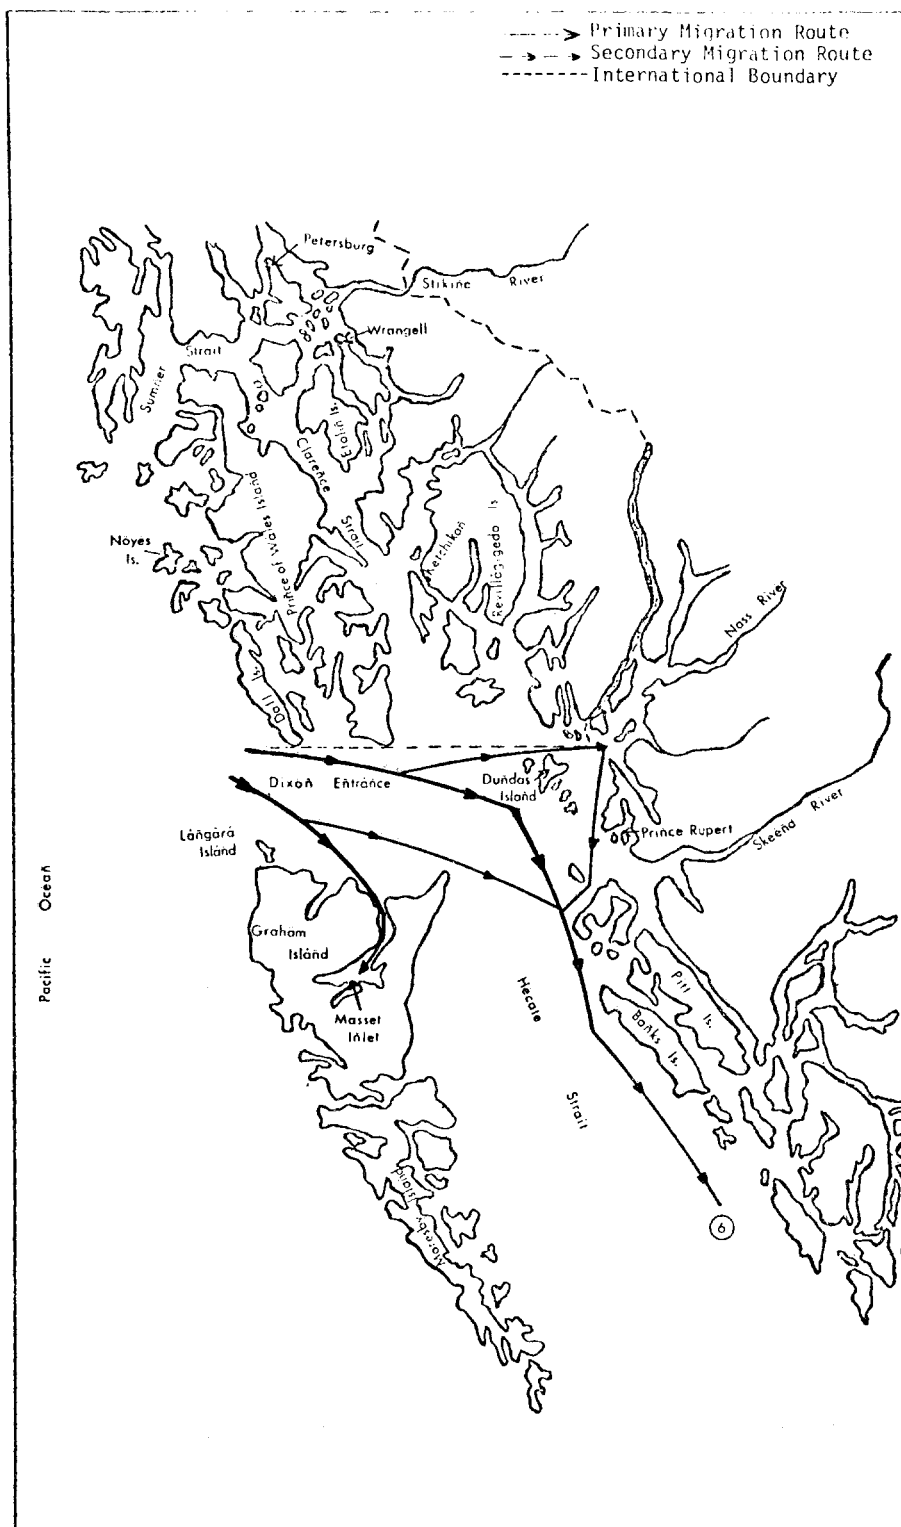 Primary Migration Route
Secondary Migration Route
International Boundary
Petersburg
Stikine River
Wrangell
Sumner Strait
Etolin Is.
Clarence Strait
Prince of Wales Island
Ketchikan
Revillagigedo Is
Noyes
Is.
Nass River
Dall Is.
Dixon Entrance
Dundas
Island
Langara
Island
Prince Rupert
Skeena River
Pacific Ocean
Graham
Island
Masset
Inlet
Hecate Strait
Pitt
Is.
Banks Is.
Moresby Island
6